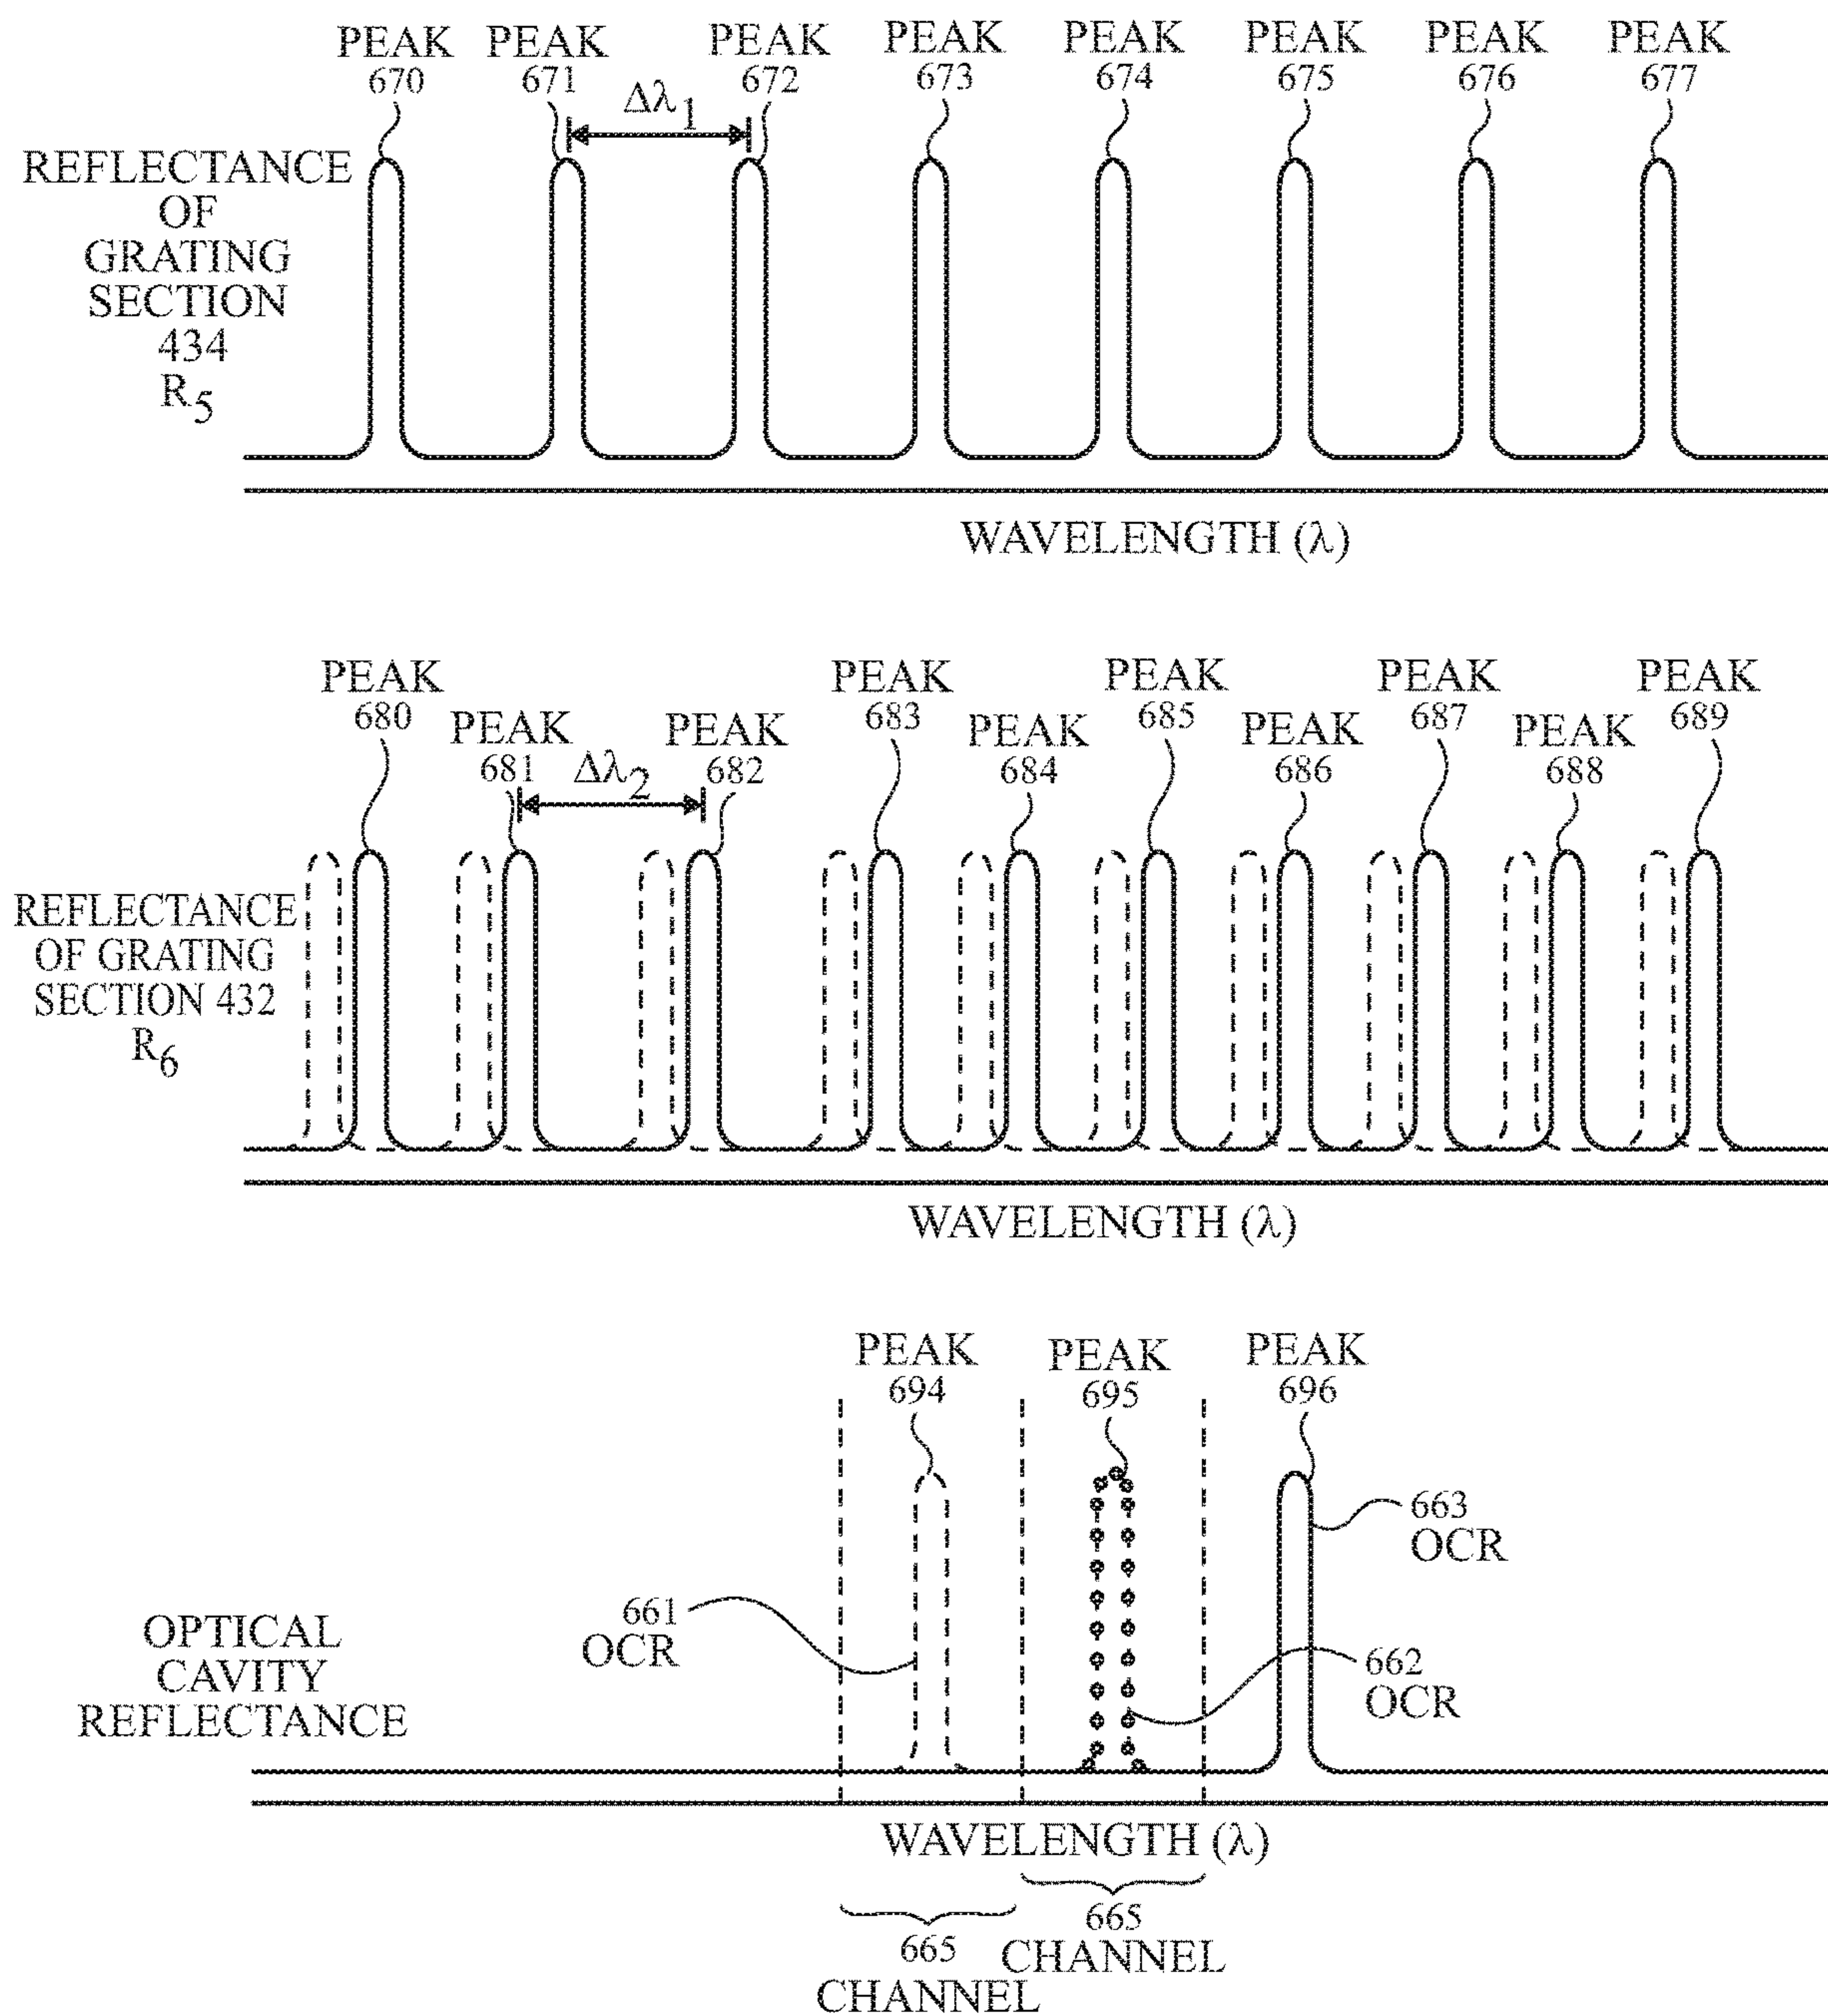 PEAK PEAK PEAK PEAK PEAK PEAK PEAK PEAK
670 671 672 673 674 675 676 677
Δλ1
REFLECTANCE
OF
GRATING
SECTION
434
R5
WAVELENGTH (λ)
PEAK PEAK PEAK PEAK PEAK
680 683 685 687 689
PEAK PEAK PEAK PEAK PEAK
681 Δλ2 682 684 686 688
REFLECTANCE
OF GRATING
SECTION 432
R6
WAVELENGTH (λ)
PEAK PEAK PEAK
694 695 696
663
OCR
661
OCR
662
OCR
OPTICAL
CAVITY
REFLECTANCE
WAVELENGTH (λ)
665
CHANNEL
665
CHANNEL